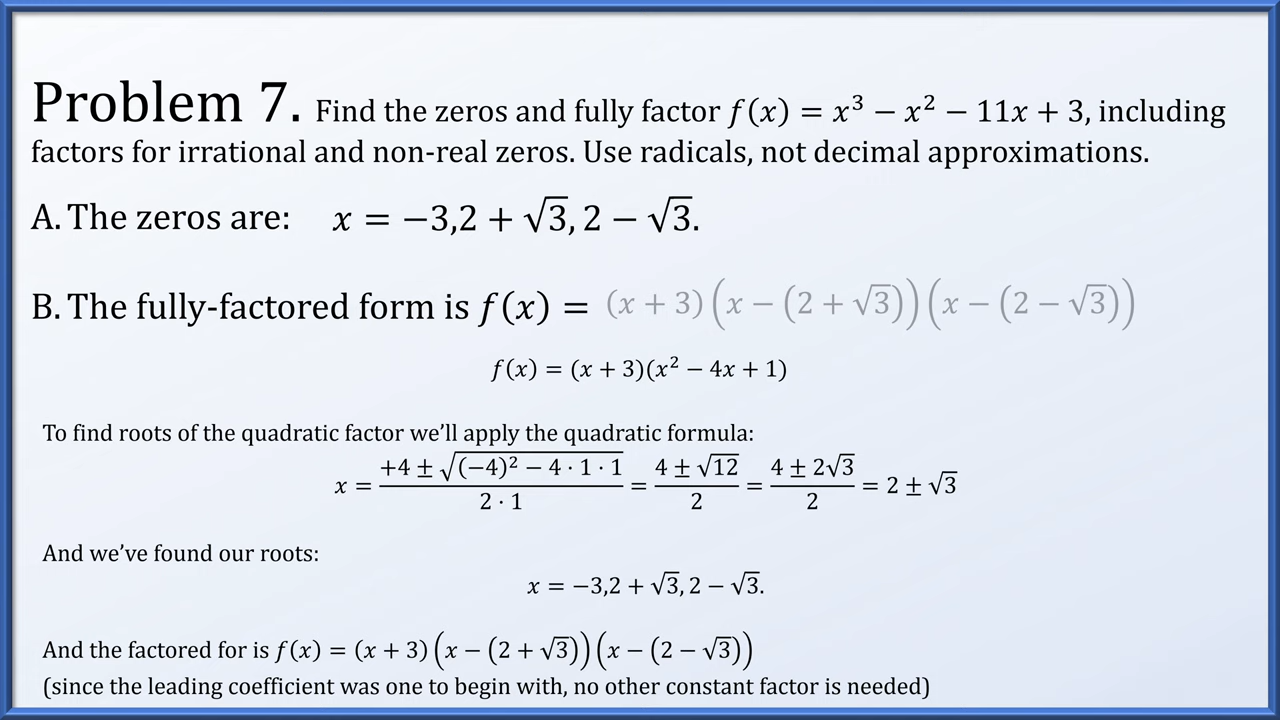 Problem 7. Find the zeros and fully factor f(x) = x³ − x² − 11x + 3, including
factors for irrational and non-real zeros. Use radicals, not decimal approximations.
A. The zeros are: x = −3,2 + √3, 2 − √3.
B. The fully-factored form is f(x) = (x + 3)(x − (2 + √3))(x − (2 − √3))
f(x) = (x + 3)(x² − 4x + 1)
To find roots of the quadratic factor we’ll apply the quadratic formula:
x = (+4 ± √((−4)² − 4 · 1 · 1))/(2 · 1) = (4 ± √12)/2 = (4 ± 2√3)/2 = 2 ± √3
And we’ve found our roots:
x = −3,2 + √3, 2 − √3.
And the factored for is f(x) = (x + 3)(x − (2 + √3))(x − (2 − √3))
(since the leading coefficient was one to begin with, no other constant factor is needed)